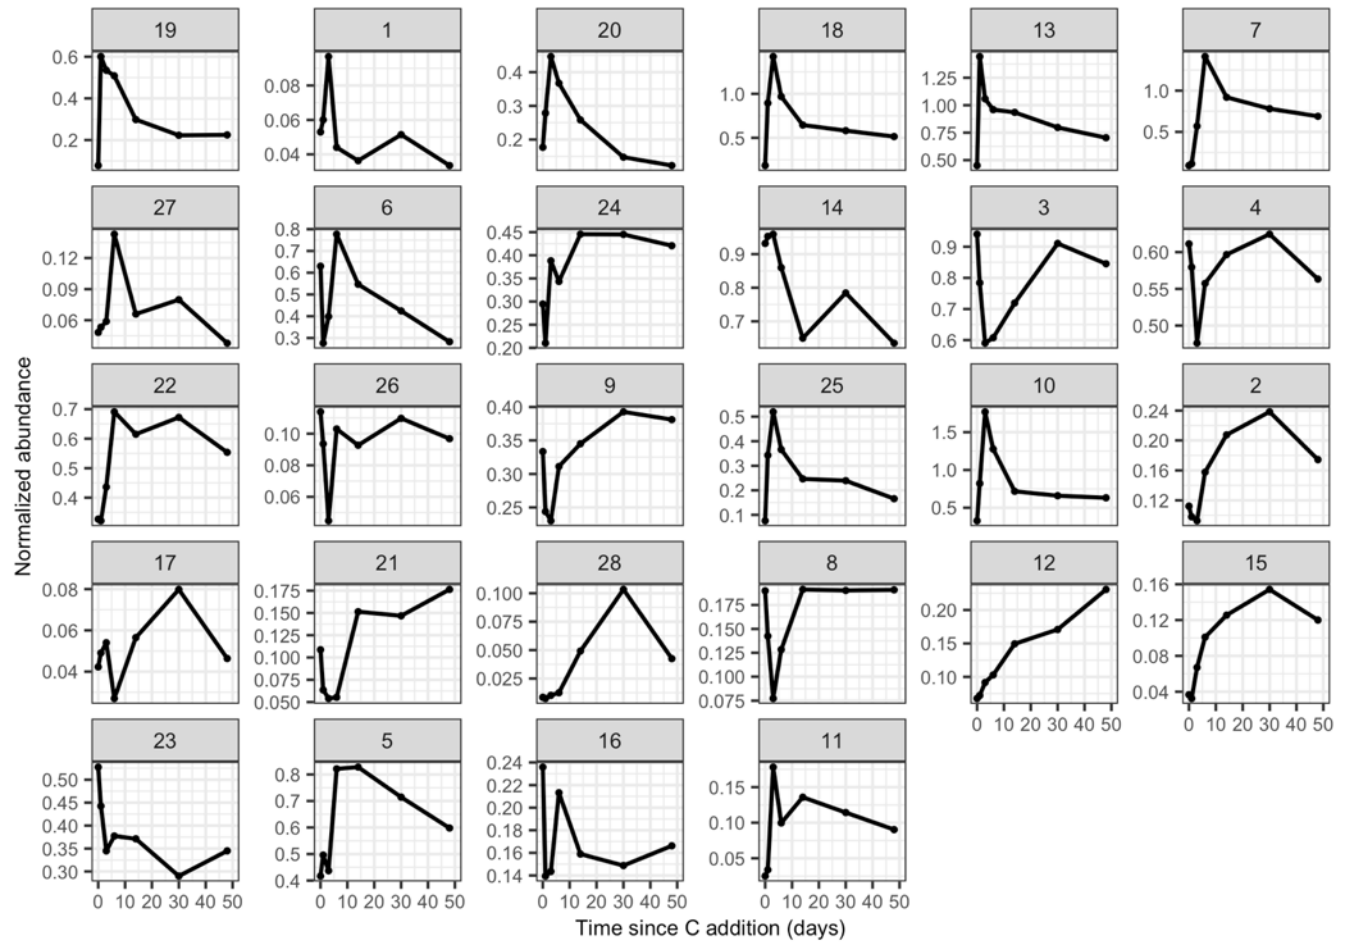 19 1 20 18 13 7
0.6 0.08 0.4 1.0 1.25 1.0
0.4 0.06 0.3 0.5 1.00 0.5
0.2 0.04 0.2 0.75
0.50
27 6 24 14 3 4
0.12 0.8 0.45 0.9 0.9 0.60
0.09 0.7 0.40 0.8 0.8 0.55
0.06 0.6 0.35 0.7 0.7 0.50
0.5 0.30 0.6
0.4 0.25
0.3 0.20
22 26 9 25 10 2
0.7 0.10 0.40 0.5 1.5 0.24
0.6 0.08 0.35 0.4 1.0 0.20
0.5 0.06 0.30 0.3 0.5 0.16
0.4 0.25 0.2 0.12
0.1
17 21 28 8 12 15
0.08 0.175 0.100 0.175 0.20 0.16
0.06 0.150 0.075 0.150 0.15 0.12
0.04 0.125 0.050 0.125 0.10 0.08
0.100 0.025 0.100 0.04
0.075 0.075
0.050
0 10 20 30 40 50 0 10 20 30 40 50
23 5 16 11
0.50 0.8 0.24 0.15
0.45 0.7 0.22 0.10
0.40 0.6 0.20 0.05
0.35 0.5 0.18
0.30 0.4 0.16
0.14
0 10 20 30 40 50 0 10 20 30 40 50 0 10 20 30 40 50 0 10 20 30 40 50
Time since C addition (days)
Normalized abundance